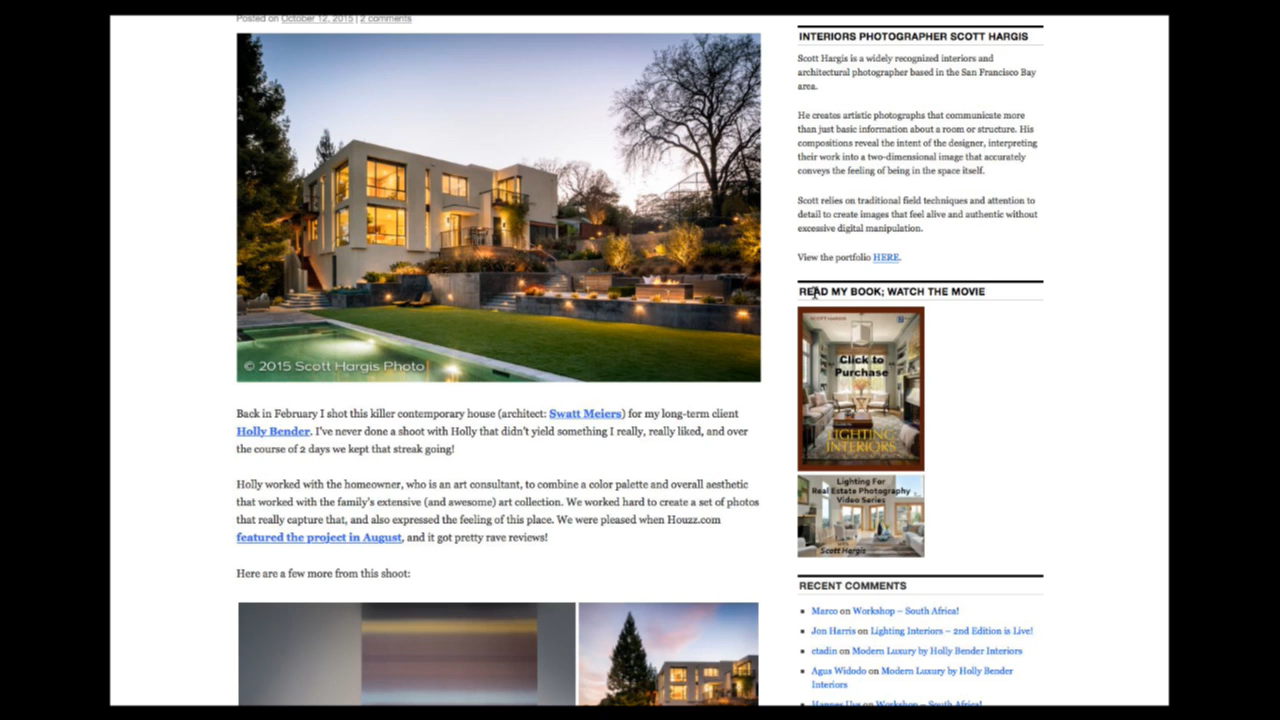 Posted on October 12, 2015 | 2 comments
© 2015 Scott Hargis Photo
Back in February I shot this killer contemporary house (architect: Swatt Meiers) for my long-term client
Holly Bender. I've never done a shoot with Holly that didn't yield something I really, really liked, and over
the course of 2 days we kept that streak going!
Holly worked with the homeowner, who is an art consultant, to combine a color palette and overall aesthetic
that worked with the family's extensive (and awesome) art collection. We worked hard to create a set of photos
that really capture that, and also expressed the feeling of this place. We were pleased when Houzz.com
featured the project in August, and it got pretty rave reviews!
Here are a few more from this shoot:
INTERIORS PHOTOGRAPHER SCOTT HARGIS
Scott Hargis is a widely recognized interiors and
architectural photographer based in the San Francisco Bay
area.
He creates artistic photographs that communicate more
than just basic information about a room or structure. His
compositions reveal the intent of the designer, interpreting
their work into a two-dimensional image that accurately
conveys the feeling of being in the space itself.
Scott relies on traditional field techniques and attention to
detail to create images that feel alive and authentic without
excessive digital manipulation.
View the portfolio HERE.
READ MY BOOK; WATCH THE MOVIE
SCOTT HARGIS
Click to
Purchase
LIGHTING
INTERIORS
Lighting For
Real Estate Photography
Video Series
Scott Hargis
RECENT COMMENTS
Marco on Workshop – South Africa!
Jon Harris on Lighting Interiors – 2nd Edition is Live!
ctadin on Modern Luxury by Holly Bender Interiors
Agus Widodo on Modern Luxury by Holly Bender
Interiors
Hannes Uys on Workshop – South Africa!